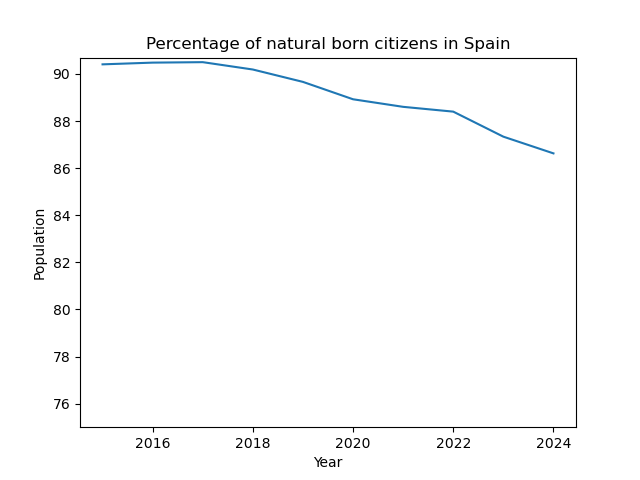 Percentage of natural born citizens in Spain
90
88
86
84
82
80
78
76
Population
2016 2018 2020 2022 2024
Year